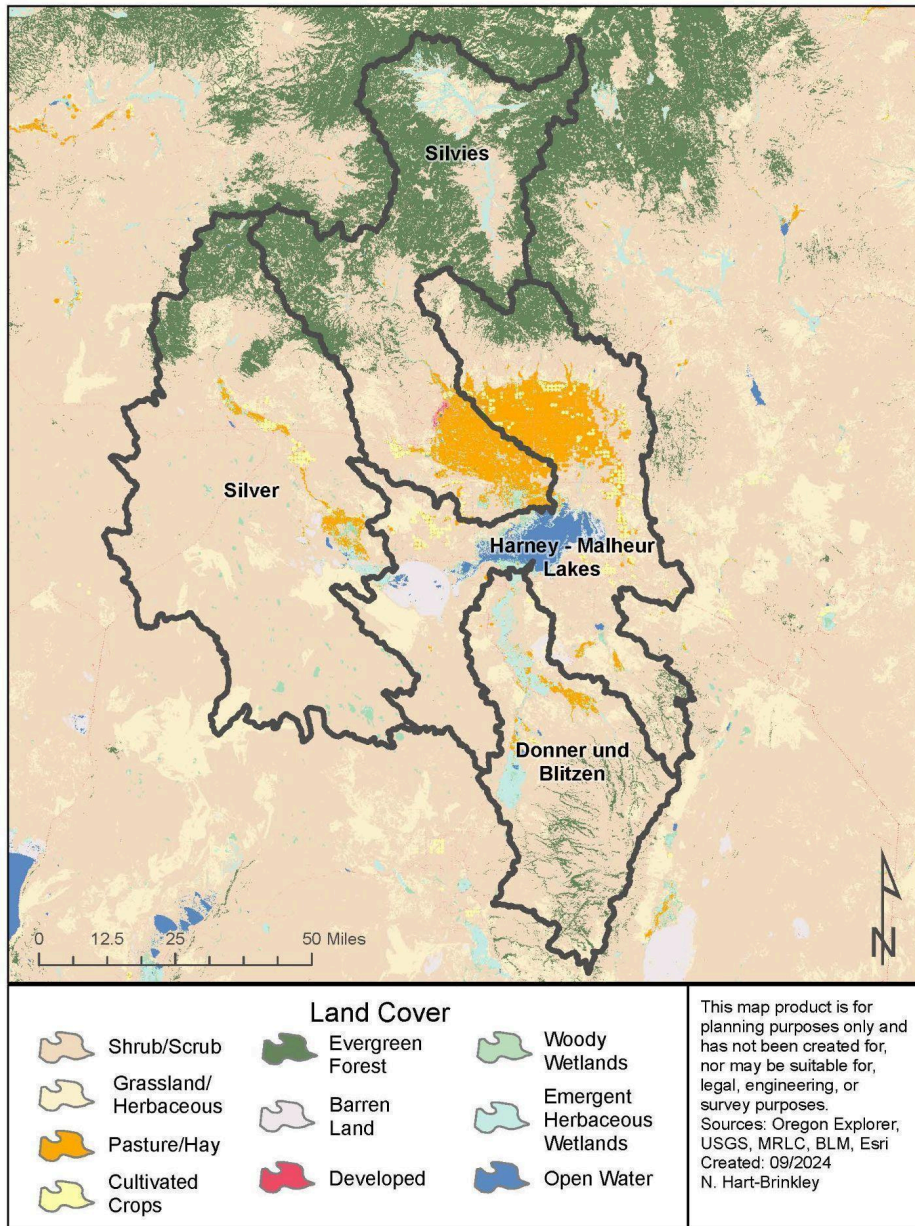 Silvies
Silver
Harney - Malheur
Lakes
Donner und
Blitzen
0 12.5 25 50 Miles
N
Land Cover
Shrub/Scrub
Grassland/
Herbaceous
Pasture/Hay
Cultivated
Crops
Evergreen
Forest
Barren
Land
Developed
Woody
Wetlands
Emergent
Herbaceous
Wetlands
Open Water
This map product is for
planning purposes only and
has not been created for,
nor may be suitable for,
legal, engineering, or
survey purposes.
Sources: Oregon Explorer,
USGS, MRLC, BLM, Esri
Created: 09/2024
N. Hart-Brinkley